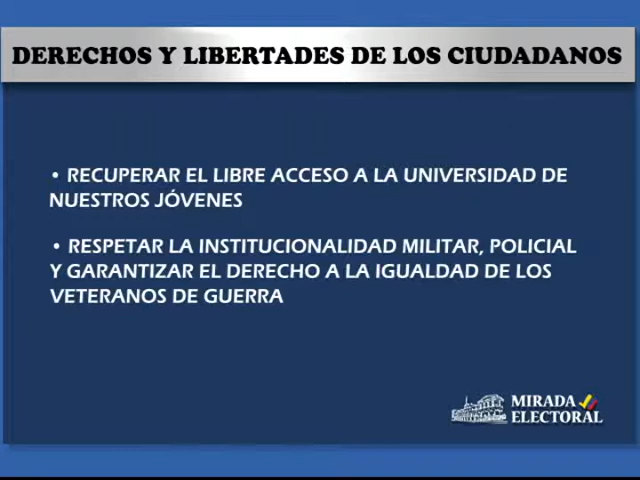 DERECHOS Y LIBERTADES DE LOS CIUDADANOS
• RECUPERAR EL LIBRE ACCESO A LA UNIVERSIDAD DE
NUESTROS JÓVENES
• RESPETAR LA INSTITUCIONALIDAD MILITAR, POLICIAL
Y GARANTIZAR EL DERECHO A LA IGUALDAD DE LOS
VETERANOS DE GUERRA
MIRADA
ELECTORAL